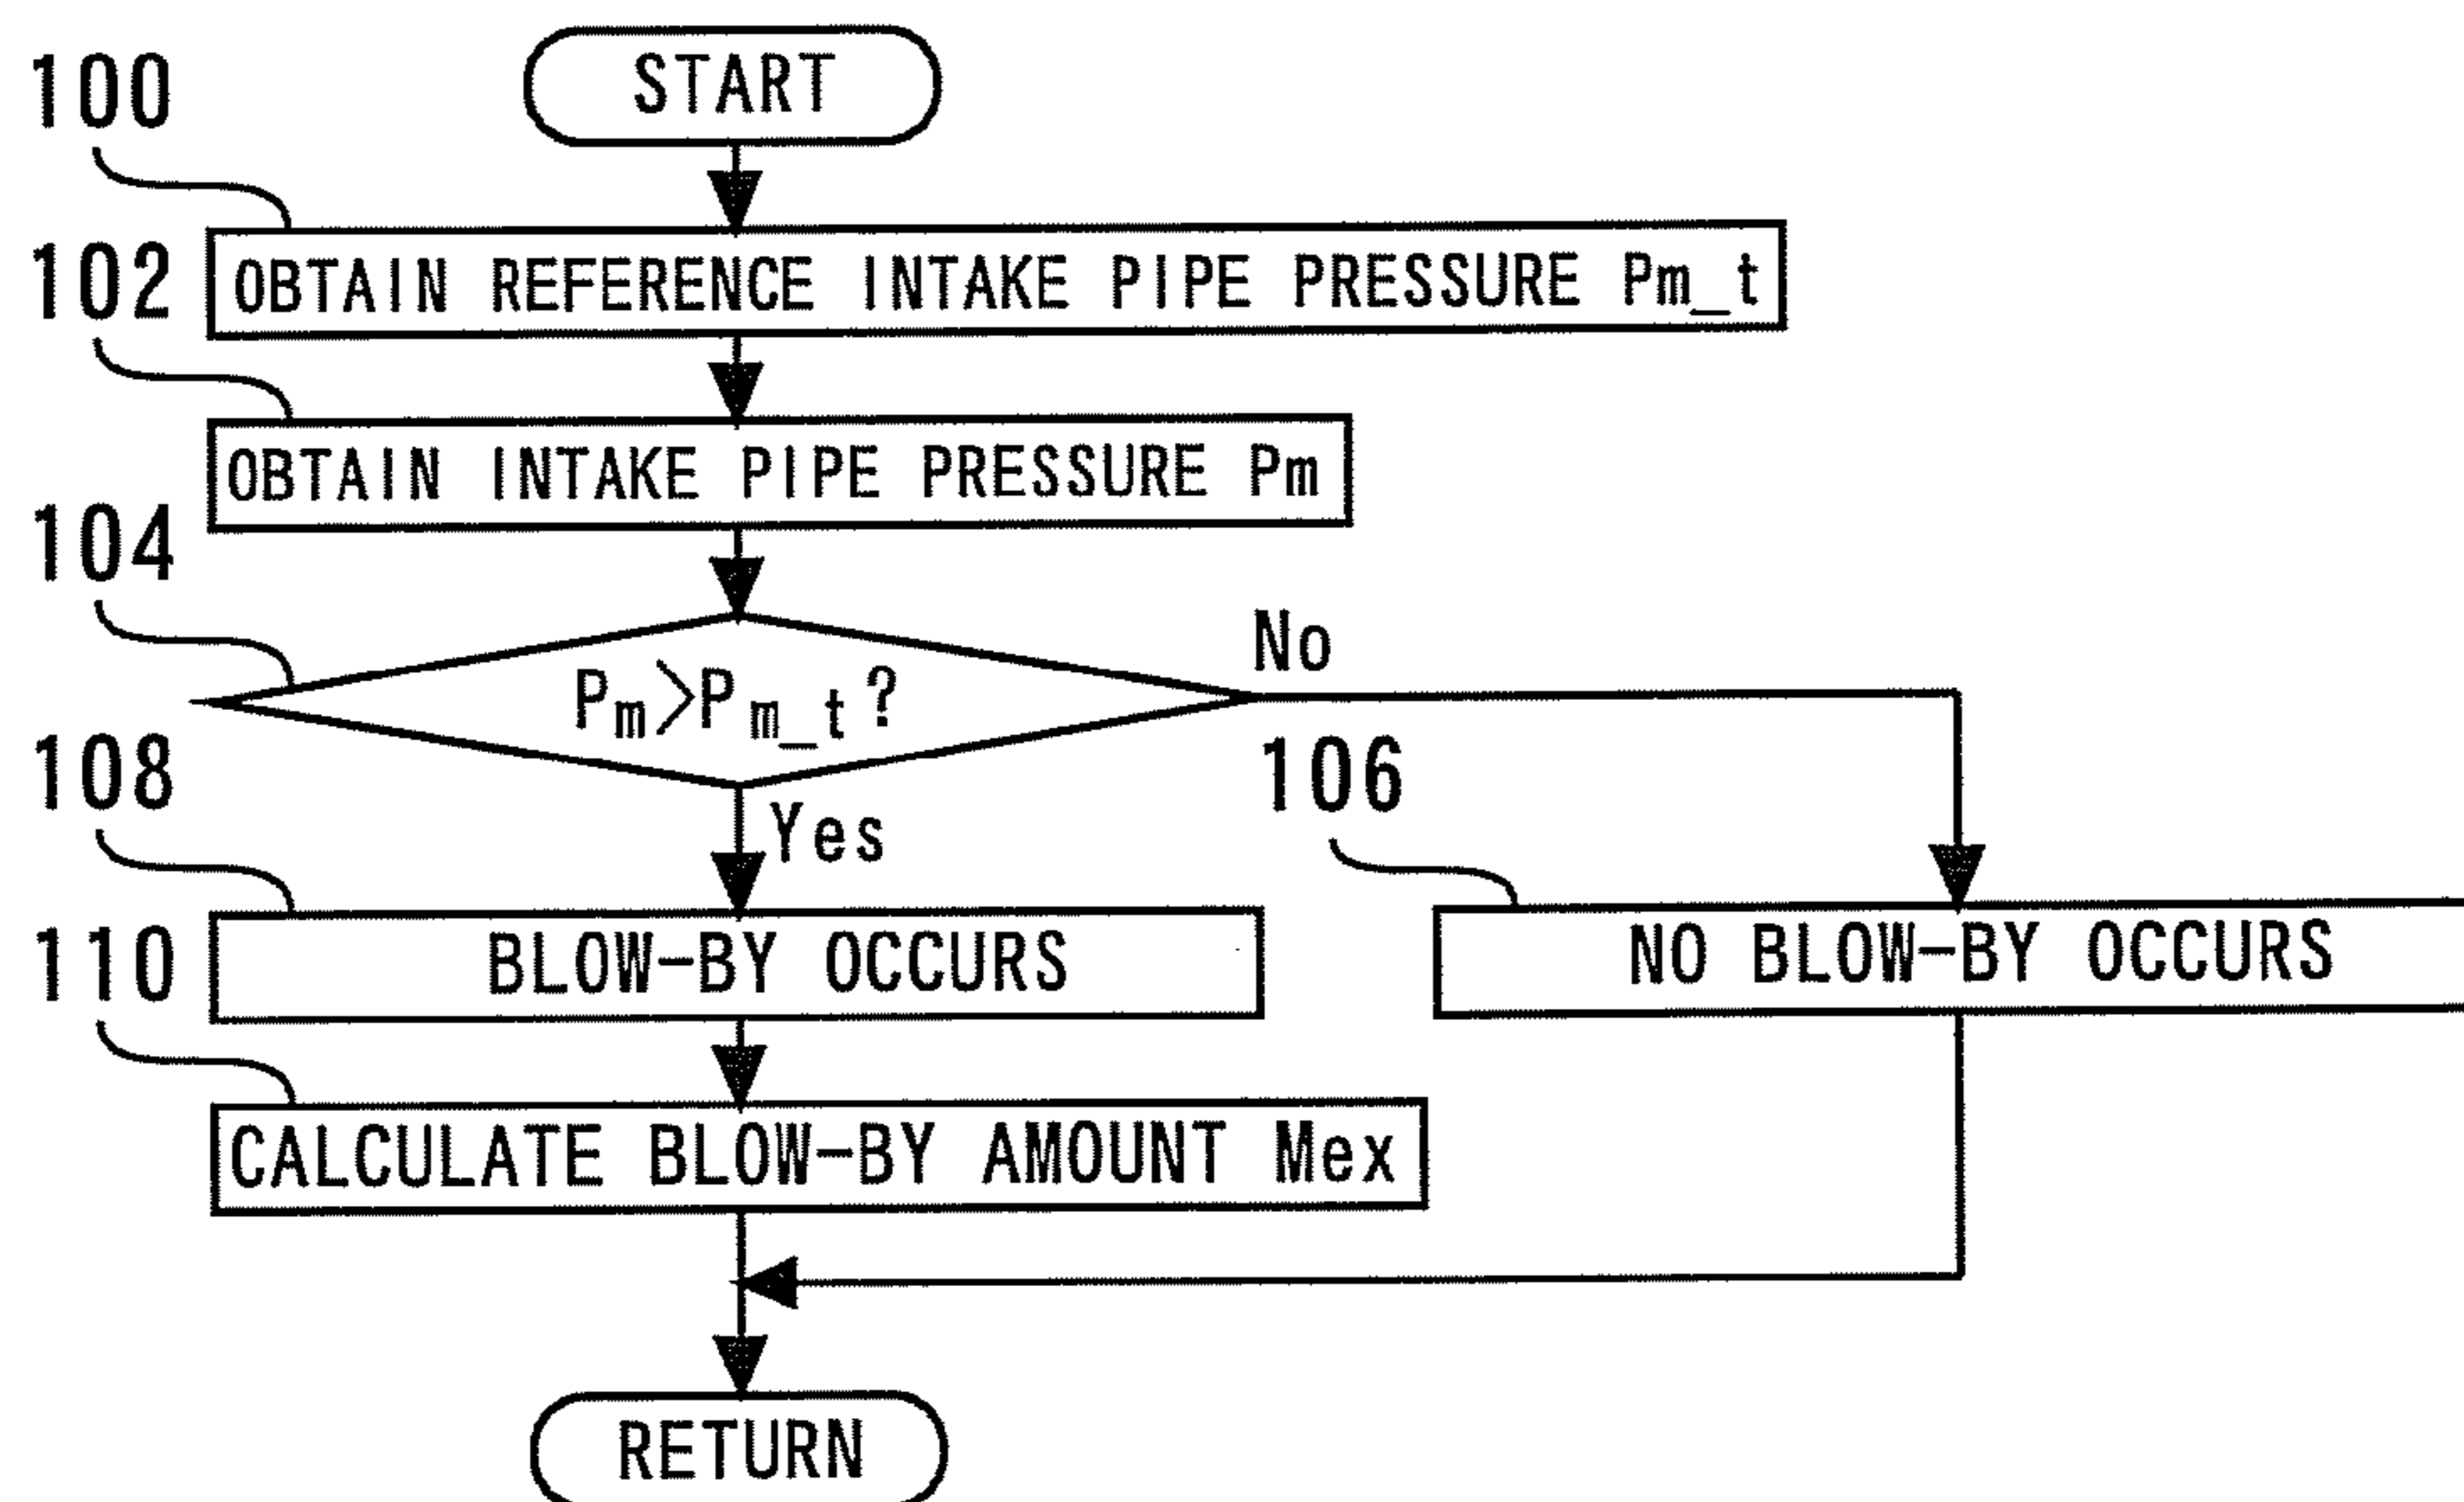 START
100
OBTAIN REFERENCE INTAKE PIPE PRESSURE Pm_t
102
OBTAIN INTAKE PIPE PRESSURE Pm
104
Pm>Pm_t?
No
Yes
108
BLOW-BY OCCURS
106
NO BLOW-BY OCCURS
110
CALCULATE BLOW-BY AMOUNT Mex
RETURN